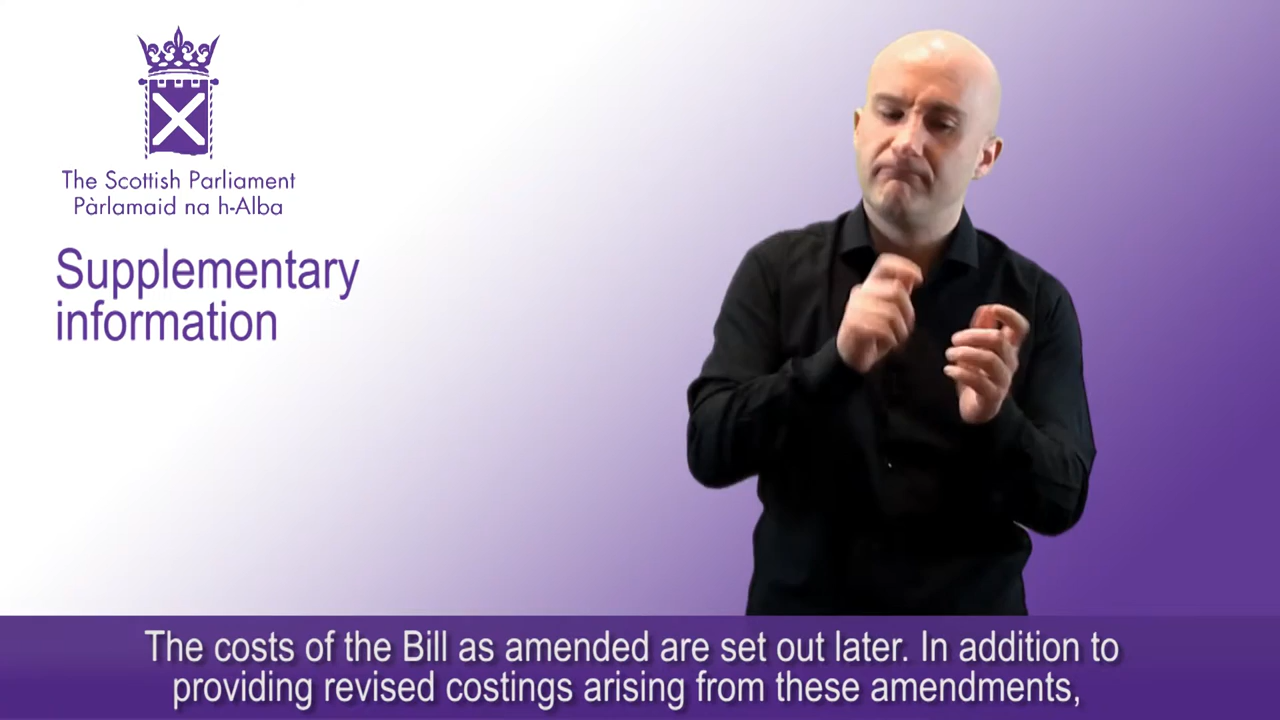 The Scottish Parliament
Pàrlamaid na h-Alba
Supplementary
information
The costs of the Bill as amended are set out later. In addition to
providing revised costings arising from these amendments,